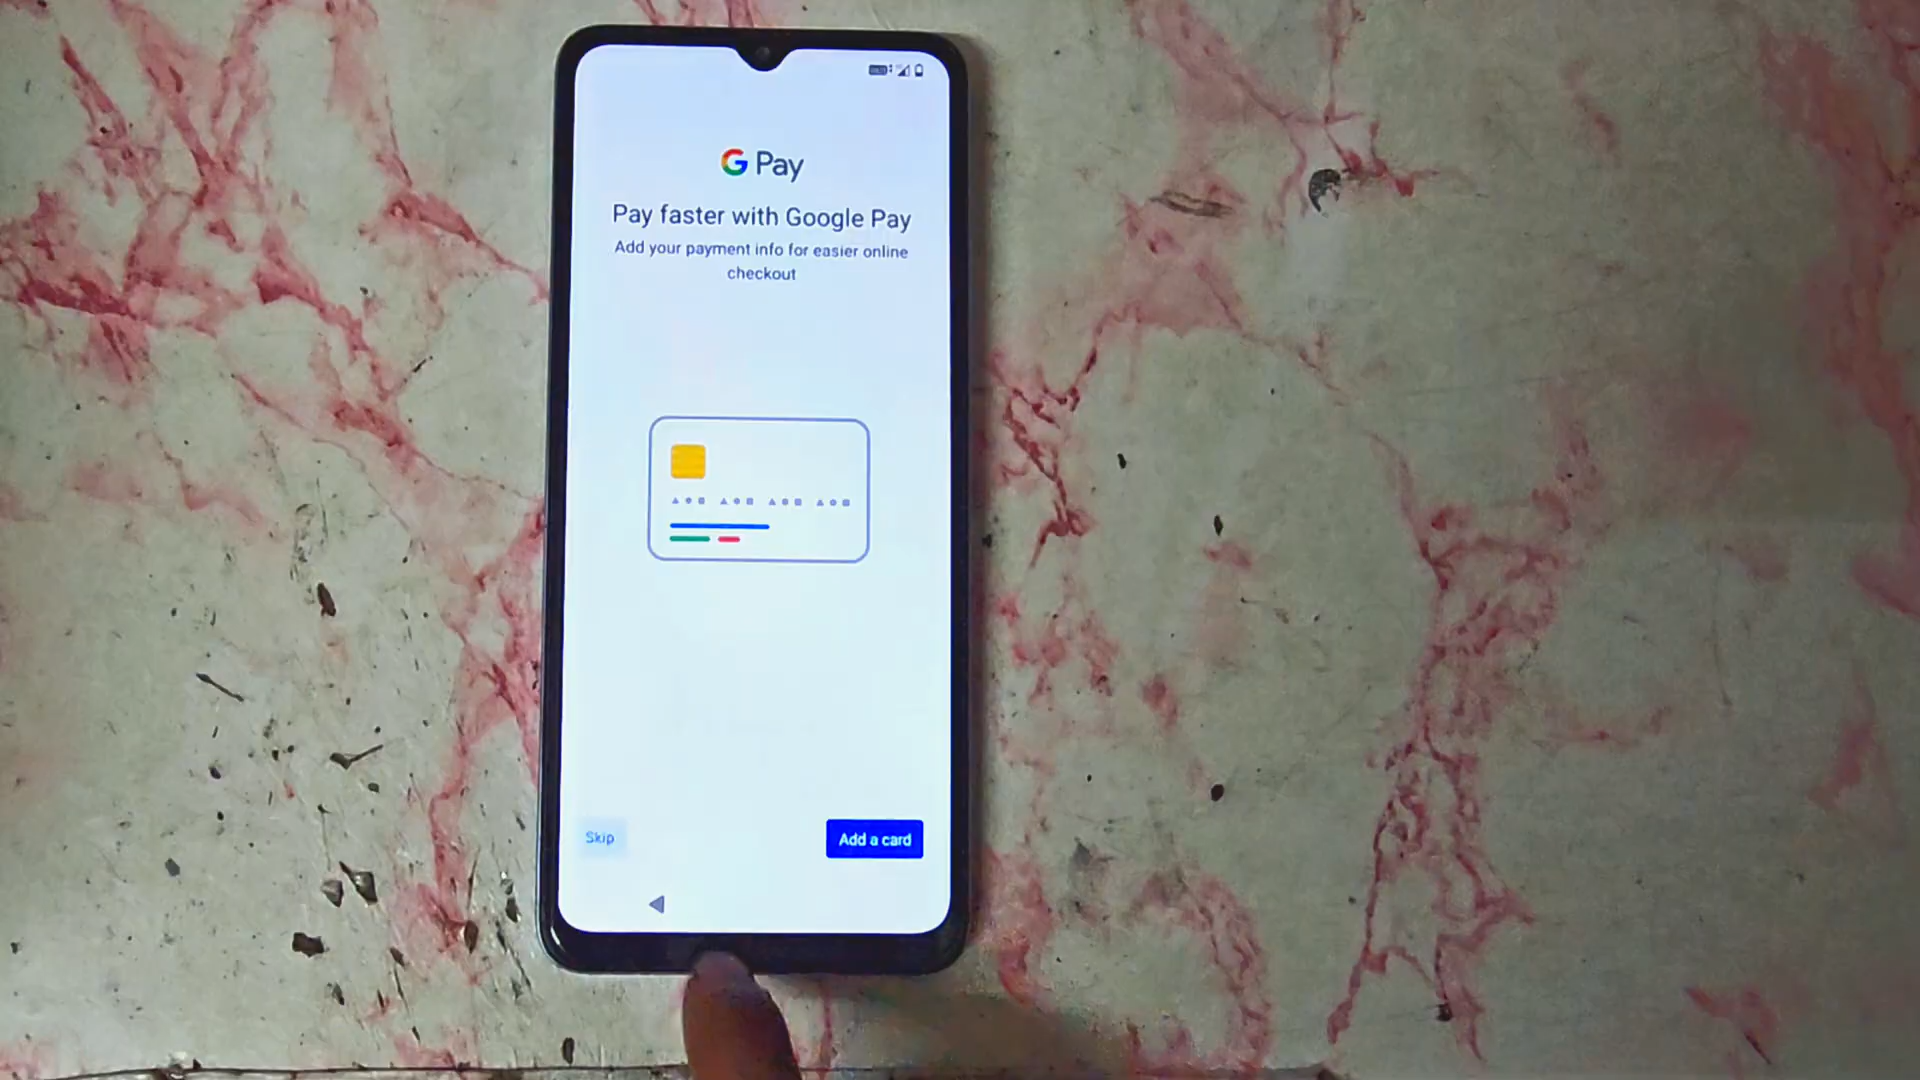 G Pay
Pay faster with Google Pay
Add your payment info for easier online
checkout
Skip
Add a card